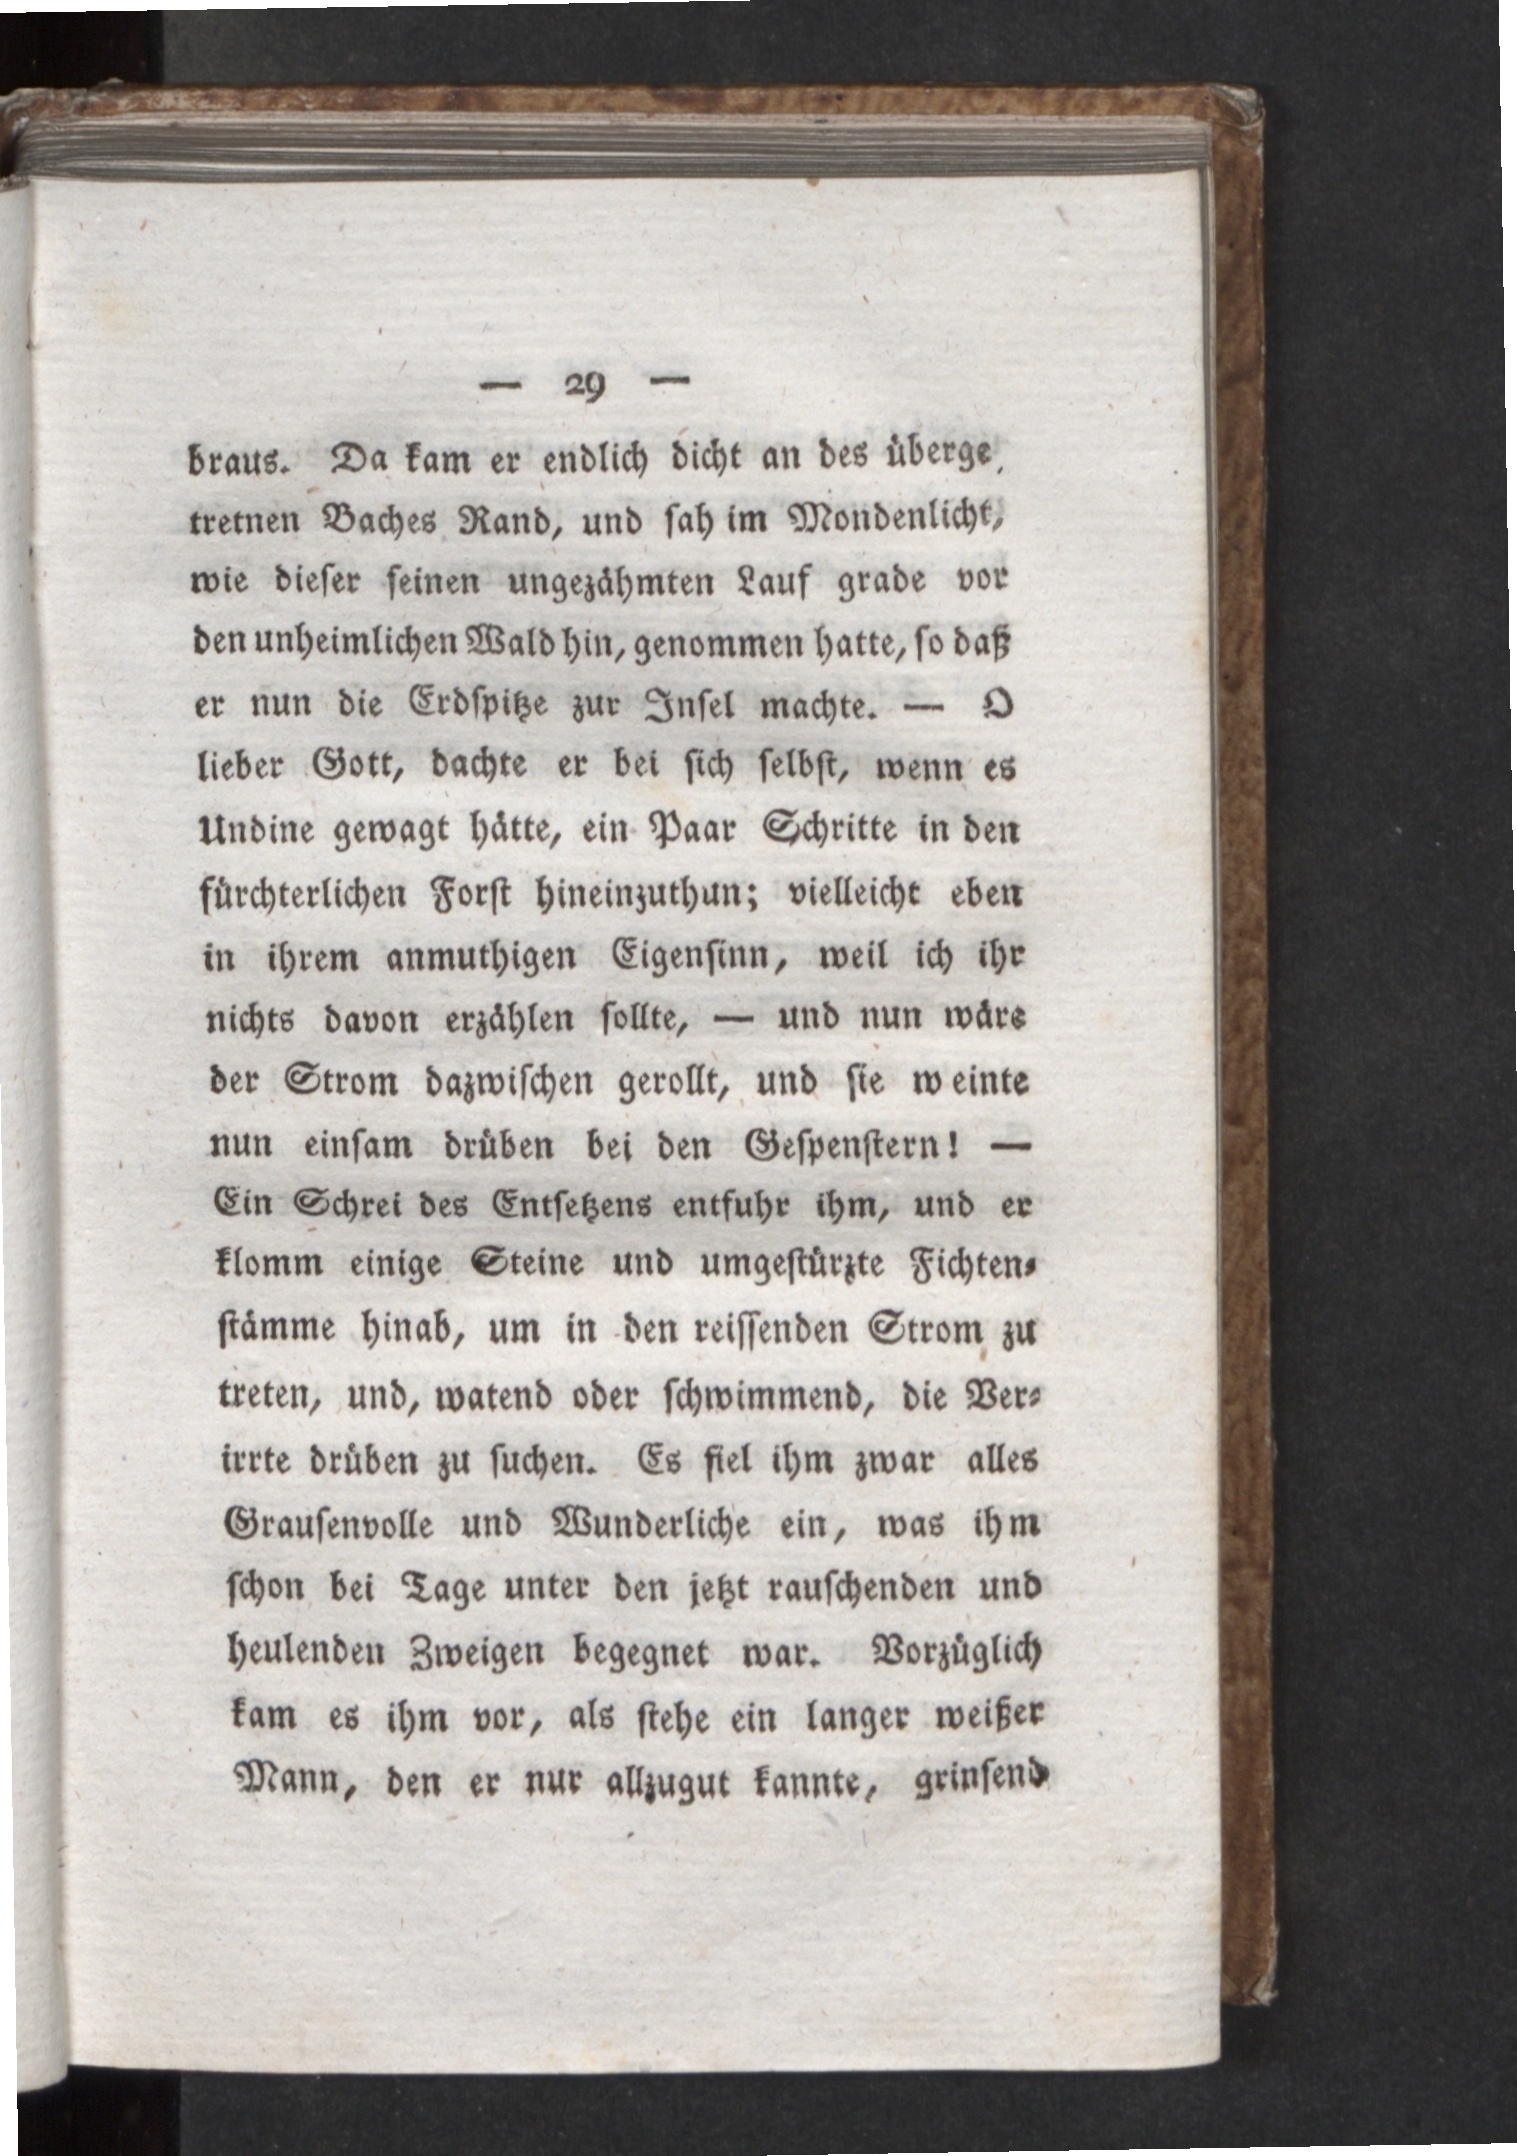 — 29 —
braus. Da kam er endlich dicht an des überge,
tretnen Baches Rand, und ſah im Mondenlicht,
wie dieſer ſeinen ungezähmten Lauf grade vor
den unheimlichen Wald hin, genommen hatte, ſo daß
er nun die Erdſpitze zur Inſel machte. — O
lieber Gott, dachte er bei ſich ſelbſt, wenn es
Undine gewagt hätte, ein Paar Schritte in den
fürchterlichen Forſt hineinzuthun; vielleicht eben
in ihrem anmuthigen Eigenſinn, weil ich ihr
nichts davon erzählen ſollte, — und nun wäre
der Strom dazwiſchen gerollt, und ſie weinte
nun einſam drüben bei den Geſpenſtern! —
Ein Schrei des Entſetzens entfuhr ihm, und er
klomm einige Steine und umgeſtürzte Fichten⸗
ſtämme hinab, um in den reiſſenden Strom zu
treten, und, watend oder ſchwimmend, die Ver⸗
irrte drüben zu ſuchen. Es fiel ihm zwar alles
Grauſenvolle und Wunderliche ein, was ihm
ſchon bei Tage unter den jetzt rauſchenden und
heulenden Zweigen begegnet war. Vorzüglich
kam es ihm vor, als ſtehe ein langer weißer
Mann, den er nur allzugut kannte, grinſend